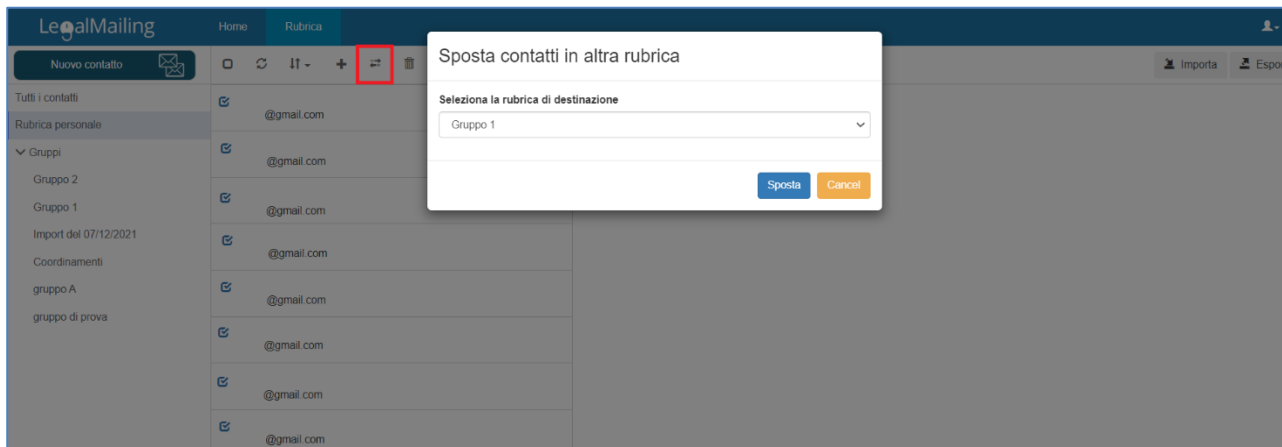 LegalMailing
Home
Rubrica
Nuovo contatto
Importa
Espor
Tutti i contatti
Rubrica personale
Gruppi
Gruppo 2
Gruppo 1
Import del 07/12/2021
Coordinamenti
gruppo A
gruppo di prova
@gmail.com
@gmail.com
@gmail.com
@gmail.com
@gmail.com
@gmail.com
@gmail.com
@gmail.com
Sposta contatti in altra rubrica
Seleziona la rubrica di destinazione
Gruppo 1
Sposta
Cancel